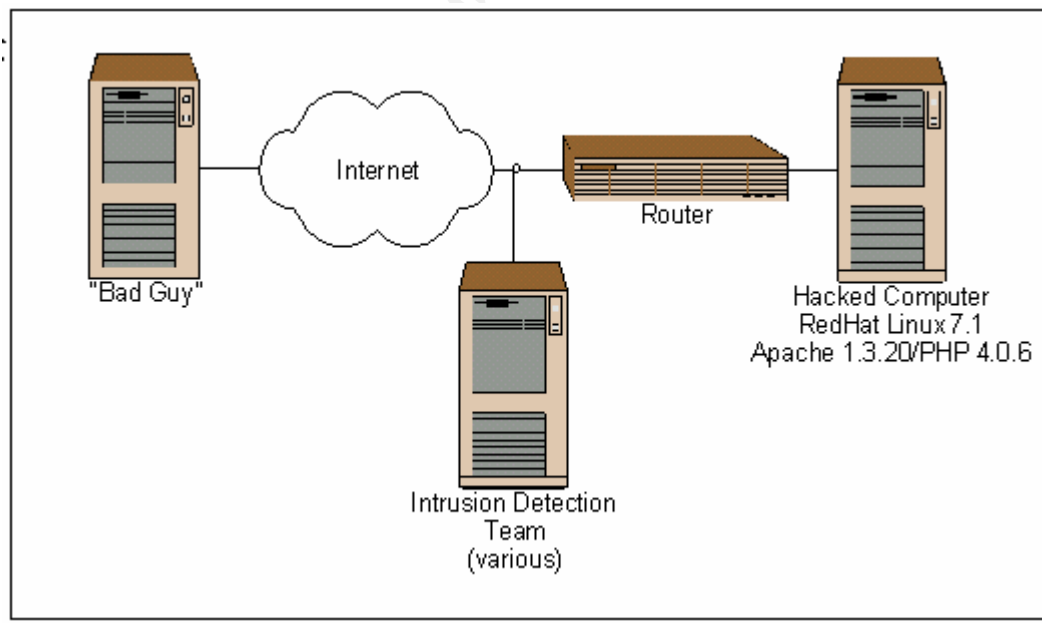 Internet
Router
"Bad Guy"
Hacked Computer
RedHat Linux 7.1
Apache 1.3.20/PHP 4.0.6
Intrusion Detection
Team
(various)